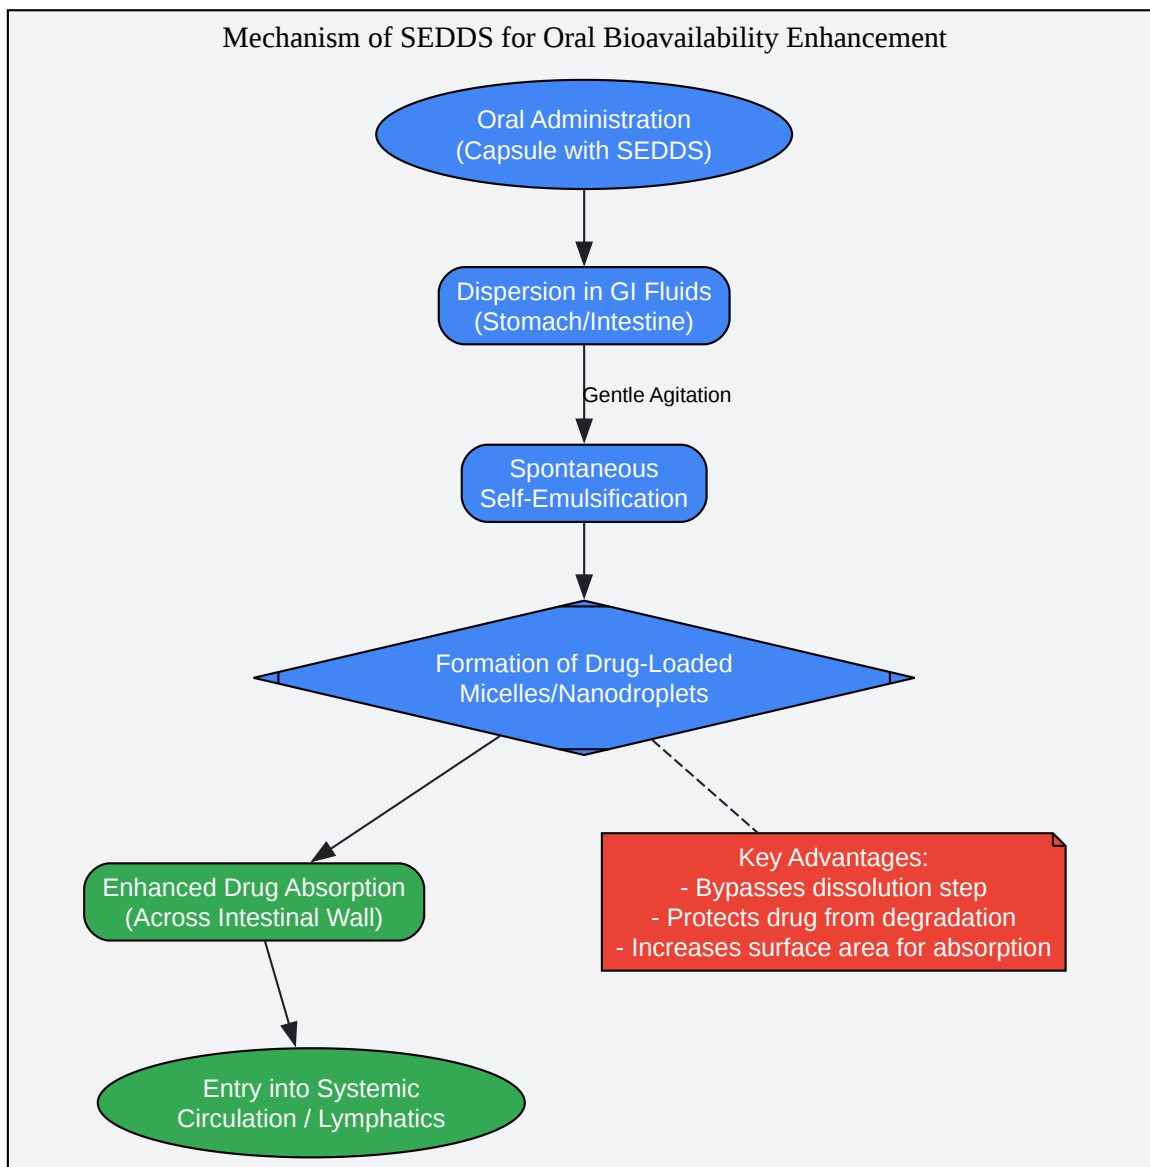 Mechanism of SEDDS for Oral Bioavailability Enhancement
Oral Administration
(Capsule with SEDDS)
Dispersion in GI Fluids
(Stomach/Intestine)
Gentle Agitation
Spontaneous
Self-Emulsification
Formation of Drug-Loaded
Micelles/Nanodroplets
Enhanced Drug Absorption
(Across Intestinal Wall)
Key Advantages:
- Bypasses dissolution step
- Protects drug from degradation
- Increases surface area for absorption
Entry into Systemic
Circulation / Lymphatics